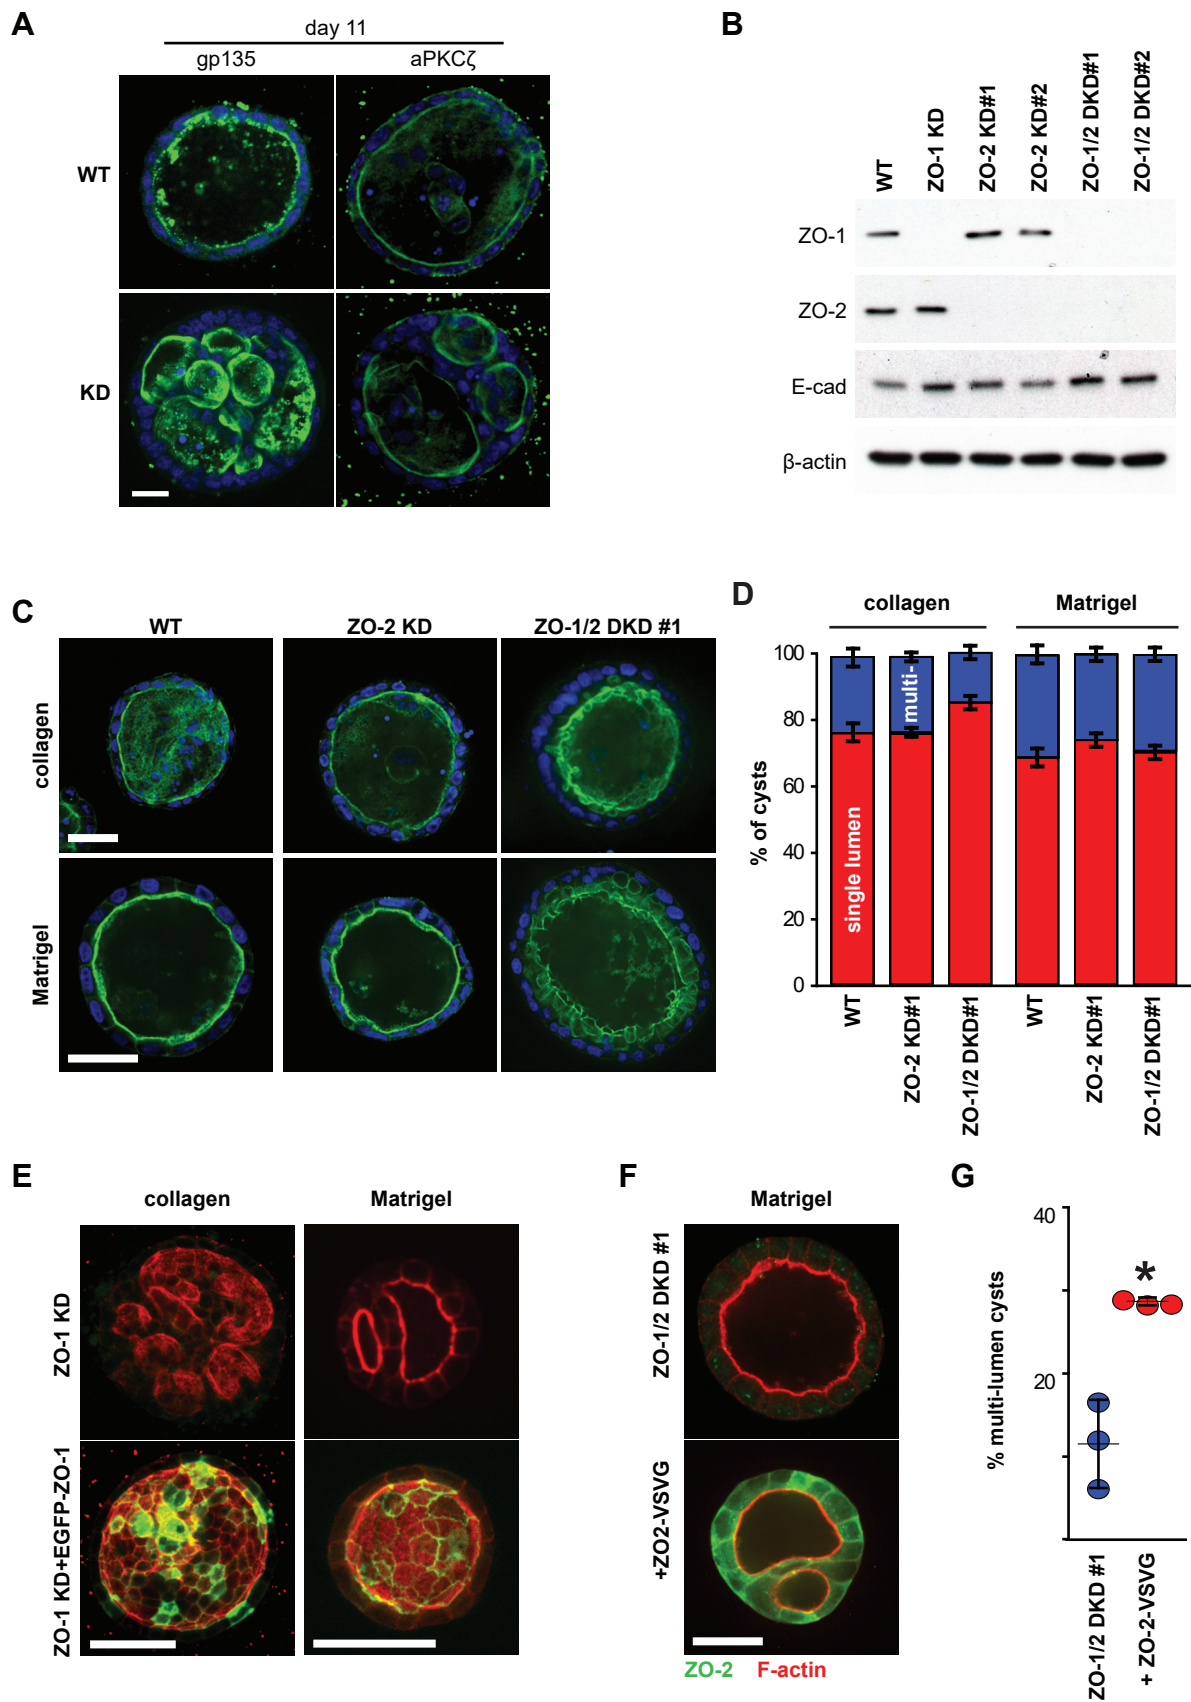 A
day 11
gp135
aPKCζ
WT
KD
B
WT
ZO-1 KD
ZO-2 KD#1
ZO-2 KD#2
ZO-1/2 DKD#1
ZO-1/2 DKD#2
ZO-1
ZO-2
E-cad
β-actin
C
WT
ZO-2 KD
ZO-1/2 DKD #1
collagen
Matrigel
D
collagen
Matrigel
% of cysts
100
80
60
40
20
0
single lumen
multi-
WT
ZO-2 KD#1
ZO-1/2 DKD#1
WT
ZO-2 KD#1
ZO-1/2 DKD#1
E
collagen
Matrigel
ZO-1 KD
ZO-1 KD+EGFP-ZO-1
F
Matrigel
ZO-1/2 DKD #1
+ZO2-VSVG
ZO-2
F-actin
G
% multi-lumen cysts
40
20
*
ZO-1/2 DKD #1
+ ZO-2-VSVG